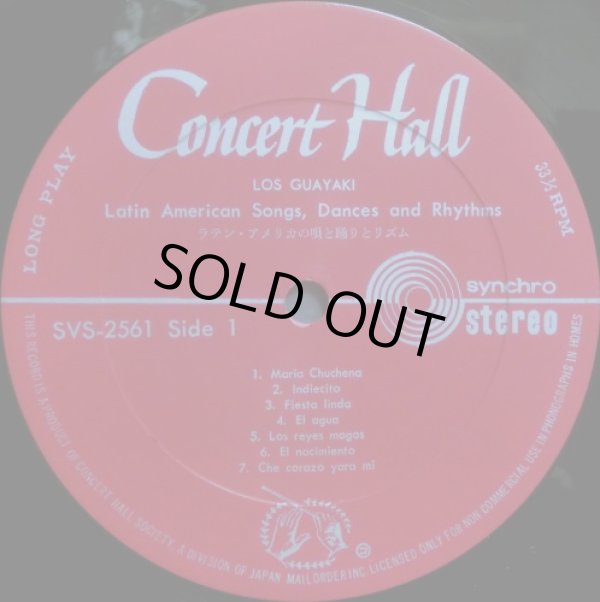 Concert Hall
LONG PLAY
33⅓ RPM
LOS GUAYAKI
Latin American Songs, Dances and Rhythms
ラテン・アメリカの唄と踊りとリズム
SOLD OUT
synchro
stereo
SVS-2561 Side 1
1. Maria Chuchena
2. Indiecito
3. Fiesta linda
4. El agua
5. Los reyes magos
6. El nacimiento
7. Che corazo yara mi
THIS RECORD IS A PRODUCT OF CONCERT HALL SOCIETY, A DIVISION OF JAPAN MAIL ORDER INC. LICENSED ONLY FOR NON COMMERCIAL USE IN PHONOGRAPHS IN HOMES